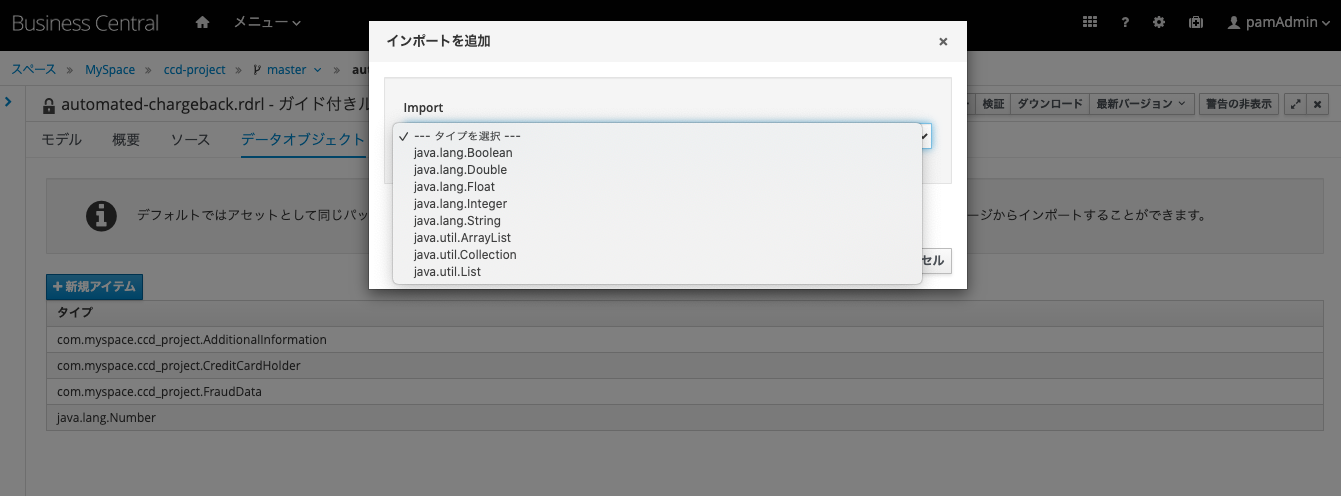 Business Central
メニュー
?
pamAdmin
インポートを追加
×
スペース » MySpace » ccd-project » master »
automated-chargeback.rdrl - ガイド付き
検証
ダウンロード
最新バージョン
警告の非表示
×
モデル
概要
ソース
データオブジェクト
Import
--- タイプを選択 ---
java.lang.Boolean
java.lang.Double
java.lang.Float
java.lang.Integer
java.lang.String
java.util.ArrayList
java.util.Collection
java.util.List
デフォルトではアセットとして同じパッ
ージからインポートすることができます。
セル
+新規アイテム
タイプ
com.myspace.ccd_project.AdditionalInformation
com.myspace.ccd_project.CreditCardHolder
com.myspace.ccd_project.FraudData
java.lang.Number